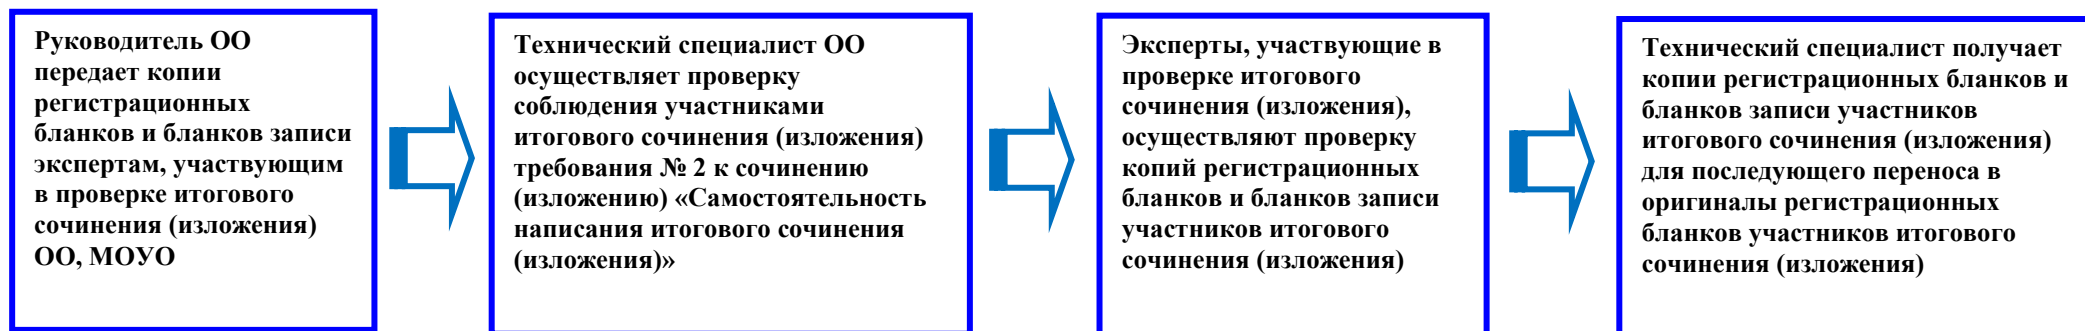 Руководитель ОО
передает копии
регистрационных
бланков и бланков записи
экспертам, участвующим
в проверке итогового
сочинения (изложения)
ОО, МОУО
Технический специалист ОО
осуществляет проверку
соблюдения участниками
итогового сочинения (изложения)
требования № 2 к сочинению
(изложению) «Самостоятельность
написания итогового сочинения
(изложения)»
Эксперты, участвующие в
проверке итогового
сочинения (изложения),
осуществляют проверку
копий регистрационных
бланков и бланков записи
участников итогового
сочинения (изложения)
Технический специалист получает
копии регистрационных бланков и
бланков записи участников
итогового сочинения (изложения)
для последующего переноса в
оригиналы регистрационных
бланков участников итогового
сочинения (изложения)